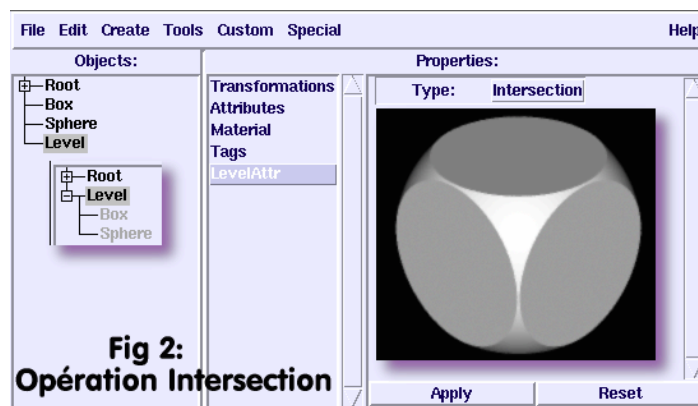 File Edit Create Tools Custom Special Help
Objects:
Root
Box
Sphere
Level
Root
Level
Box
Sphere
Transformations
Attributes
Material
Tags
LevelAttr
Properties:
Type: Intersection
Apply Reset
Fig 2:
Opération Intersection